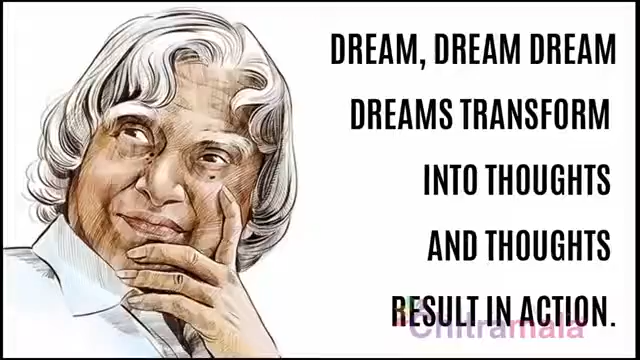 DREAM, DREAM DREAM
DREAMS TRANSFORM
INTO THOUGHTS
AND THOUGHTS
RESULT IN ACTION.
Chitramala